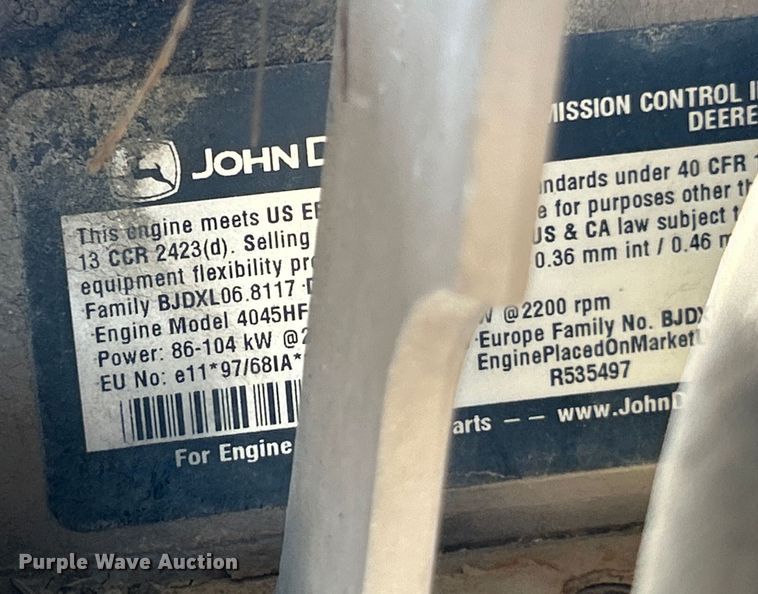 MISSION CONTROL
DEERE
JOHN D
This engine meets US E
ndards under 40 CFR
13 CCR 2423(d). Selling
e for purposes other th
equipment flexibility pr
US & CA law subject
Family BJDXL06.8117
0.36 mm int / 0.46 m
Engine Model 4045HF
Power: 86-104 kW @2
W @2200 rpm
EU No: e11*97/68IA*
Europe Family No. BJDX
EnginePlacedOnMarket
R535497
For Engine
arts – – www.JohnD
Purple Wave Auction